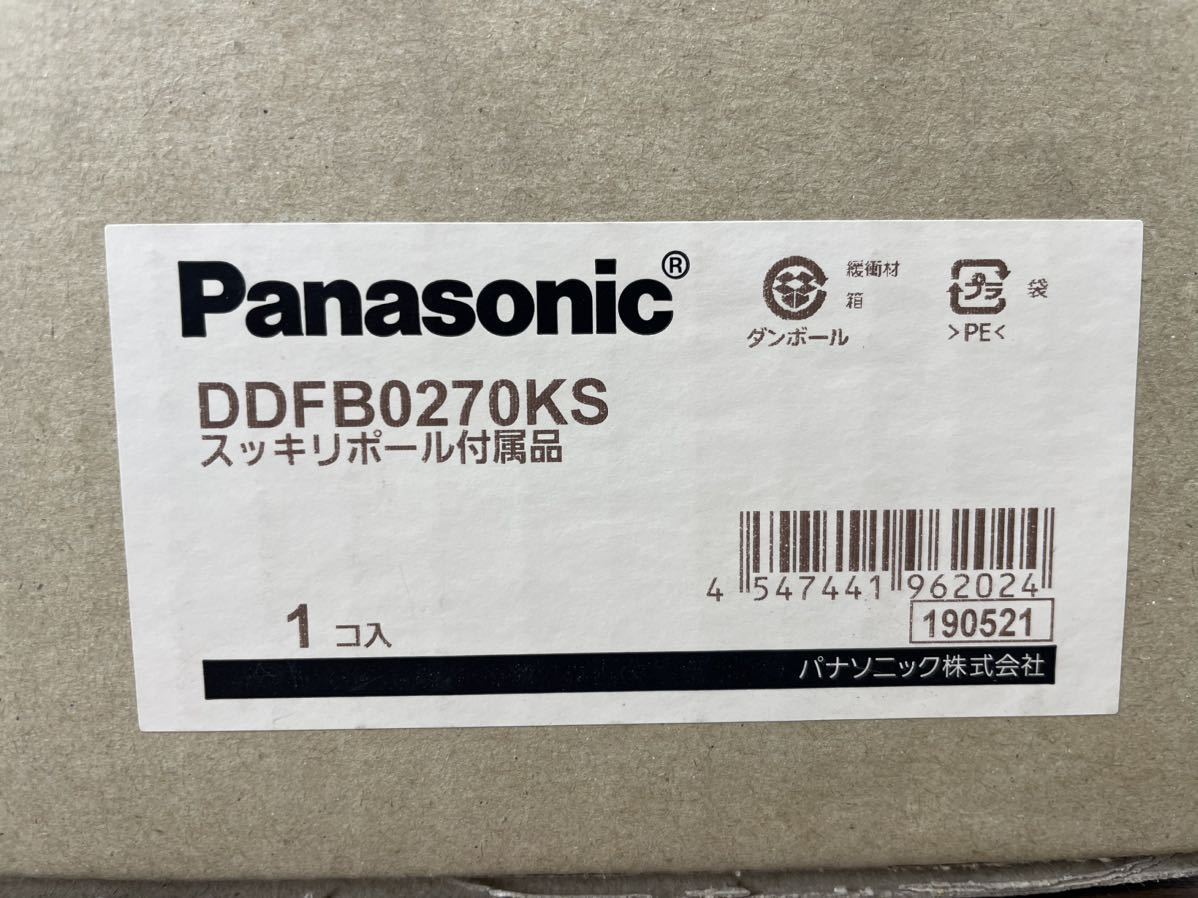 Panasonic®
DDFB0270KS
スッキリポール付属品
ダンボール
緩衝材
箱
プラ
>PE<
袋
4 547441 962024
190521
1 コ入
パナソニック株式会社